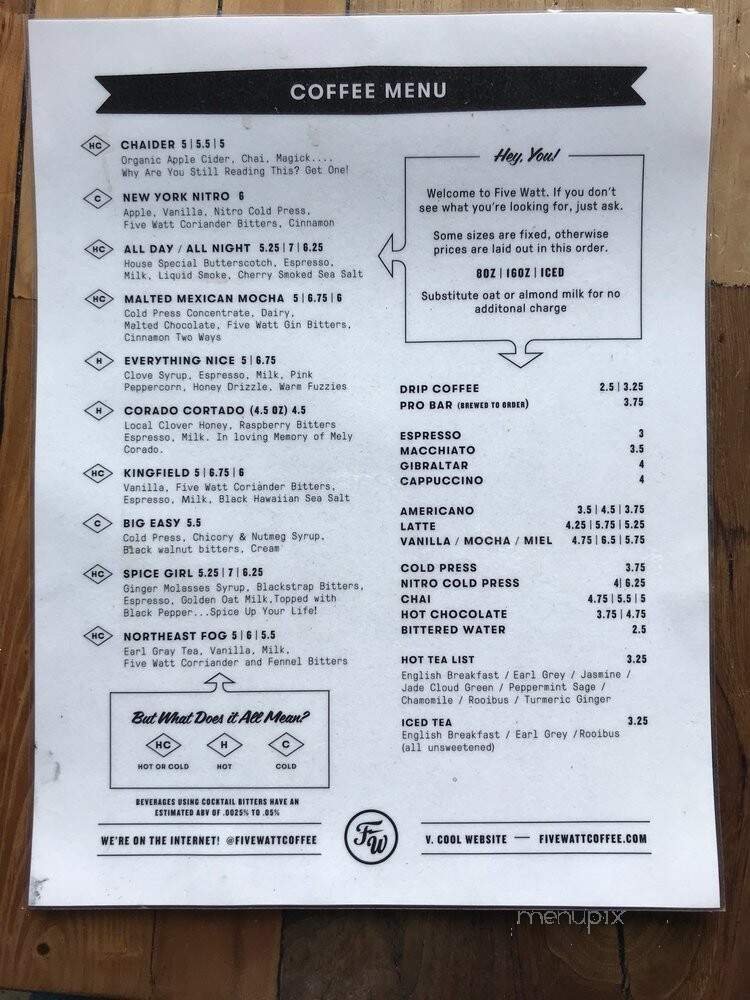 COFFEE MENU
HC CHAIDER 5 | 5.5 | 5
Organic Apple Cider, Chai, Magick....
Why Are You Still Reading This? Get One!
C NEW YORK NITRO 6
Apple, Vanilla, Nitro Cold Press,
Five Watt Coriander Bitters, Cinnamon
HC ALL DAY / ALL NIGHT 5.25 | 7 | 6.25
House Special Butterscotch, Espresso,
Milk, Liquid Smoke, Cherry Smoked Sea Salt
HC MALTED MEXICAN MOCHA 5 | 6.75 | 6
Cold Press Concentrate, Dairy,
Malted Chocolate, Five Watt Gin Bitters,
Cinnamon Two Ways
H EVERYTHING NICE 5 | 6.75
Clove Syrup, Espresso, Milk, Pink
Peppercorn, Honey Drizzle, Warm Fuzzies
H CORADO CORTADO (4.5 OZ) 4.5
Local Clover Honey, Raspberry Bitters
Espresso, Milk. In loving Memory of Mely
Corado.
HC KINGFIELD 5 | 6.75 | 6
Vanilla, Five Watt Coriander Bitters,
Espresso, Milk, Black Hawaiian Sea Salt
C BIG EASY 5.5
Cold Press, Chicory & Nutmeg Syrup,
Black walnut bitters, Cream
HC SPICE GIRL 5.25 | 7 | 6.25
Ginger Molasses Syrup, Blackstrap Bitters,
Espresso, Golden Oat Milk,Topped with
Black Pepper...Spice Up Your Life!
HC NORTHEAST FOG 5 | 6 | 5.5
Earl Gray Tea, Vanilla, Milk,
Five Watt Corriander and Fennel Bitters
But What Does it All Mean?
HC H C
HOT OR COLD HOT COLD
BEVERAGES USING COCKTAIL BITTERS HAVE AN
ESTIMATED ABV OF .0025% TO .05%
Hey, You!
Welcome to Five Watt. If you don't
see what you're looking for, just ask.
Some sizes are fixed, otherwise
prices are laid out in this order.
8OZ | 16OZ | ICED
Substitute oat or almond milk for no
additonal charge
DRIP COFFEE 2.5 | 3.25
PRO BAR (BREWED TO ORDER) 3.75
ESPRESSO 3
MACCHIATO 3.5
GIBRALTAR 4
CAPPUCCINO 4
AMERICANO 3.5 | 4.5 | 3.75
LATTE 4.25 | 5.75 | 5.25
VANILLA / MOCHA / MIEL 4.75 | 6.5 | 5.75
COLD PRESS 3.75
NITRO COLD PRESS 4| 6.25
CHAI 4.75 | 5.5 | 5
HOT CHOCOLATE 3.75 | 4.75
BITTERED WATER 2.5
HOT TEA LIST 3.25
English Breakfast / Earl Grey / Jasmine /
Jade Cloud Green / Peppermint Sage /
Chamomile / Rooibus / Turmeric Ginger
ICED TEA 3.25
English Breakfast / Earl Grey /Rooibus
(all unsweetened)
WE'RE ON THE INTERNET! @FIVEWATTCOFFEE
FW
V. COOL WEBSITE — FIVEWATTCOFFEE.COM
menupix